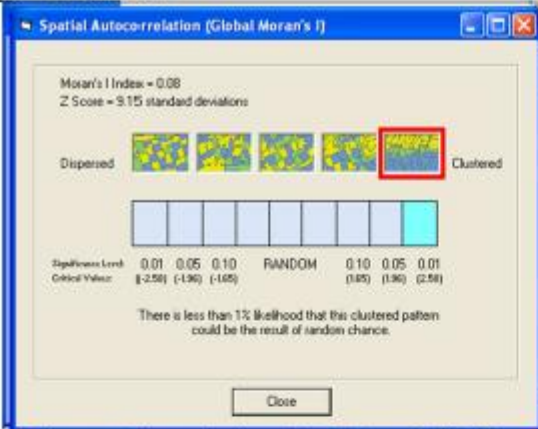 Spatial Autocorrelation (Global Moran's I)
Moran's I Index = 0.08
Z Score = 9.15 standard deviations
Dispersed Clustered
Significance Level: 0.01 0.05 0.10 RANDOM 0.10 0.05 0.01
Critical Values: (-2.58) (-1.96) (-1.65) (1.65) (1.96) (2.58)
There is less than 1% likelihood that this clustered pattern
could be the result of random chance.
Close